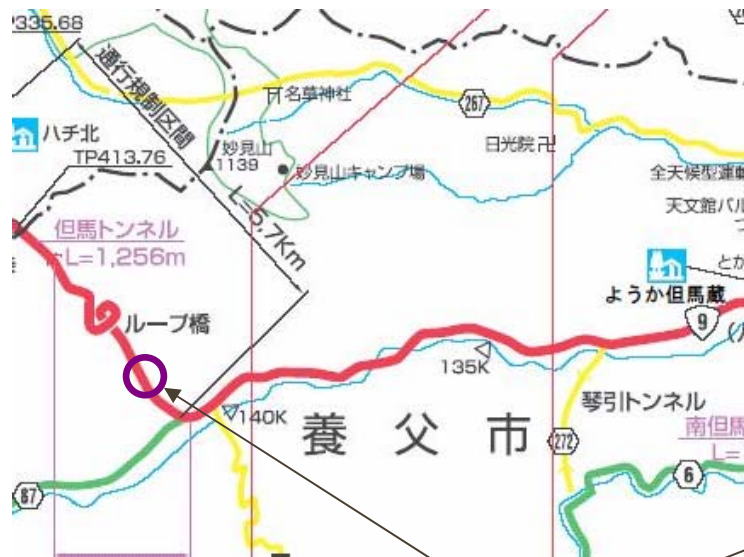 335.68
通行規制区間
名草神社
267
ハチ北
TP413.76
妙見山
1139
日光院
妙見山キャンプ場
全天候型運動
天文館バル
L=5,7Km
但馬トンネル
L=1,256m
とか
ようか但馬蔵
9
ループ橋
135K
140K
養父市
琴引トンネル
272
南但馬
L=
6
87